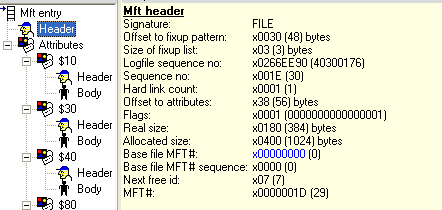 Mft entry
Header
Attributes
$10
Header
Body
$30
Header
Body
$40
Header
Body
$80
Mft header
Signature: FILE
Offset to fixup pattern: x0030 (48) bytes
Size of fixup list: x03 (3) bytes
Logfile sequence no: x0266EE90 (40300176)
Sequence no: x001E (30)
Hard link count: x0001 (1)
Offset to attributes: x38 (56) bytes
Flags: x0001 (0000000000000001)
Real size: x0180 (384) bytes
Allocated size: x0400 (1024) bytes
Base file MFT#: x00000000 (0)
Base file MFT# sequence: x0000 (0)
Next free id: x07 (7)
MFT#: x0000001D (29)